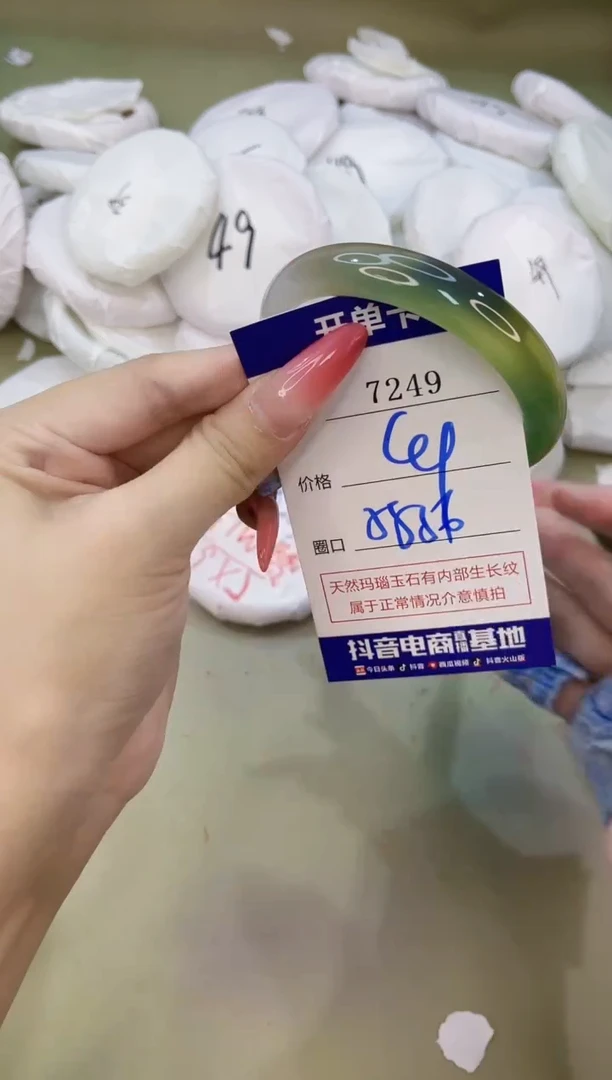 49
开单卡
7249
价格
圈口
天然玛瑙玉石有内部生长纹
属于正常情况介意慎拍
抖音电商直播基地
今日头条 抖音 西瓜视频 抖音火山版